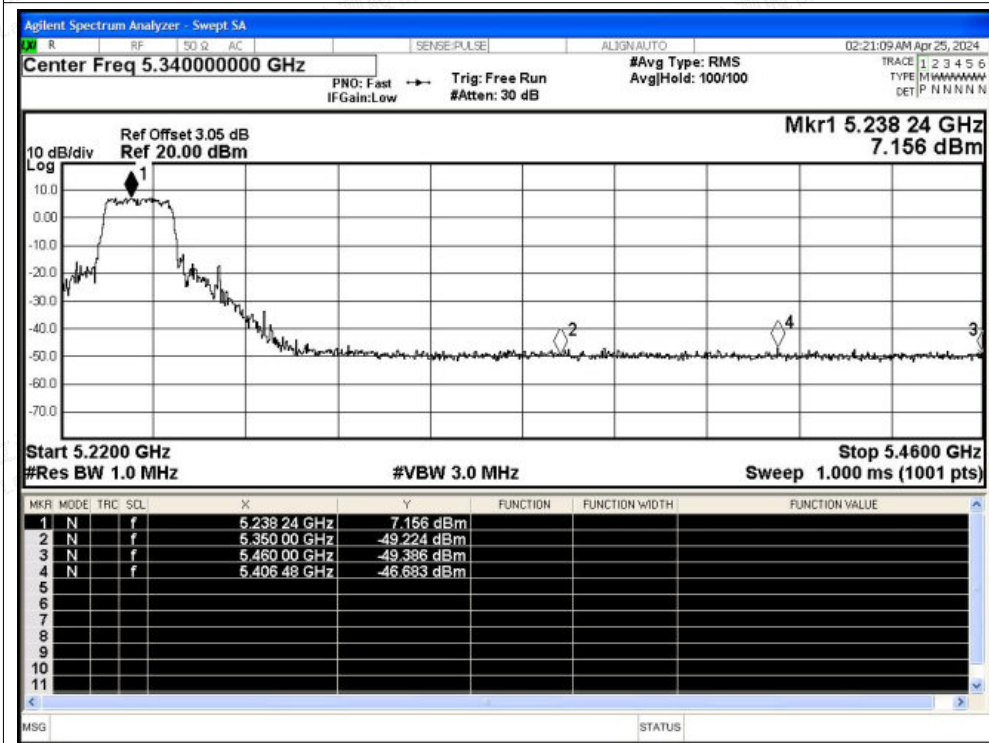 Agilent Spectrum Analyzer - Swept SA
LXI R RF 50 Ω AC SENSE:PULSE ALIGN AUTO 02:21:09 AM Apr 25, 2024
Center Freq 5.340000000 GHz
#Avg Type: RMS
TRACE 1 2 3 4 5 6
PNO: Fast Trig: Free Run Avg|Hold: 100/100
TYPE M WWWWW
IFGain:Low #Atten: 30 dB
DET P N N N N N
Mkr1 5.238 24 GHz
7.156 dBm
Ref Offset 3.05 dB
10 dB/div Ref 20.00 dBm
Log
1
10.0
0.00
-10.0
-20.0
-30.0
-40.0
2
4
3
-50.0
-60.0
-70.0
Start 5.2200 GHz Stop 5.4600 GHz
#Res BW 1.0 MHz #VBW 3.0 MHz Sweep 1.000 ms (1001 pts)
MKR MODE TRC SCL X Y FUNCTION FUNCTION WIDTH FUNCTION VALUE
1 N f 5.238 24 GHz 7.156 dBm
2 N f 5.350 00 GHz -49.224 dBm
3 N f 5.460 00 GHz -49.386 dBm
4 N f 5.406 48 GHz -46.683 dBm
5
6
7
8
9
10
11
MSG STATUS